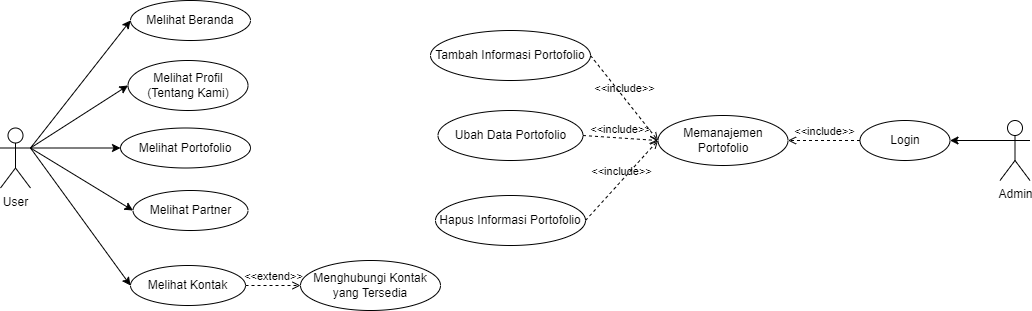 Melihat Beranda
Melihat Profil
(Tentang Kami)
Melihat Portofolio
Melihat Partner
Melihat Kontak
<<extend>>
Menghubungi Kontak
yang Tersedia
User
Tambah Informasi Portofolio
<<include>>
Ubah Data Portofolio
<<include>>
Hapus Informasi Portofolio
<<include>>
Memanajemen
Portofolio
<<include>>
Login
Admin